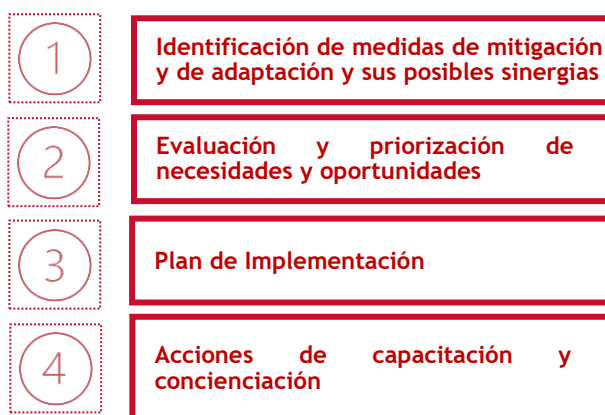 1
Identificación de medidas de mitigación
y de adaptación y sus posibles sinergias
2
Evaluación y priorización de
necesidades y oportunidades
3
Plan de Implementación
4
Acciones de capacitación y
concienciación